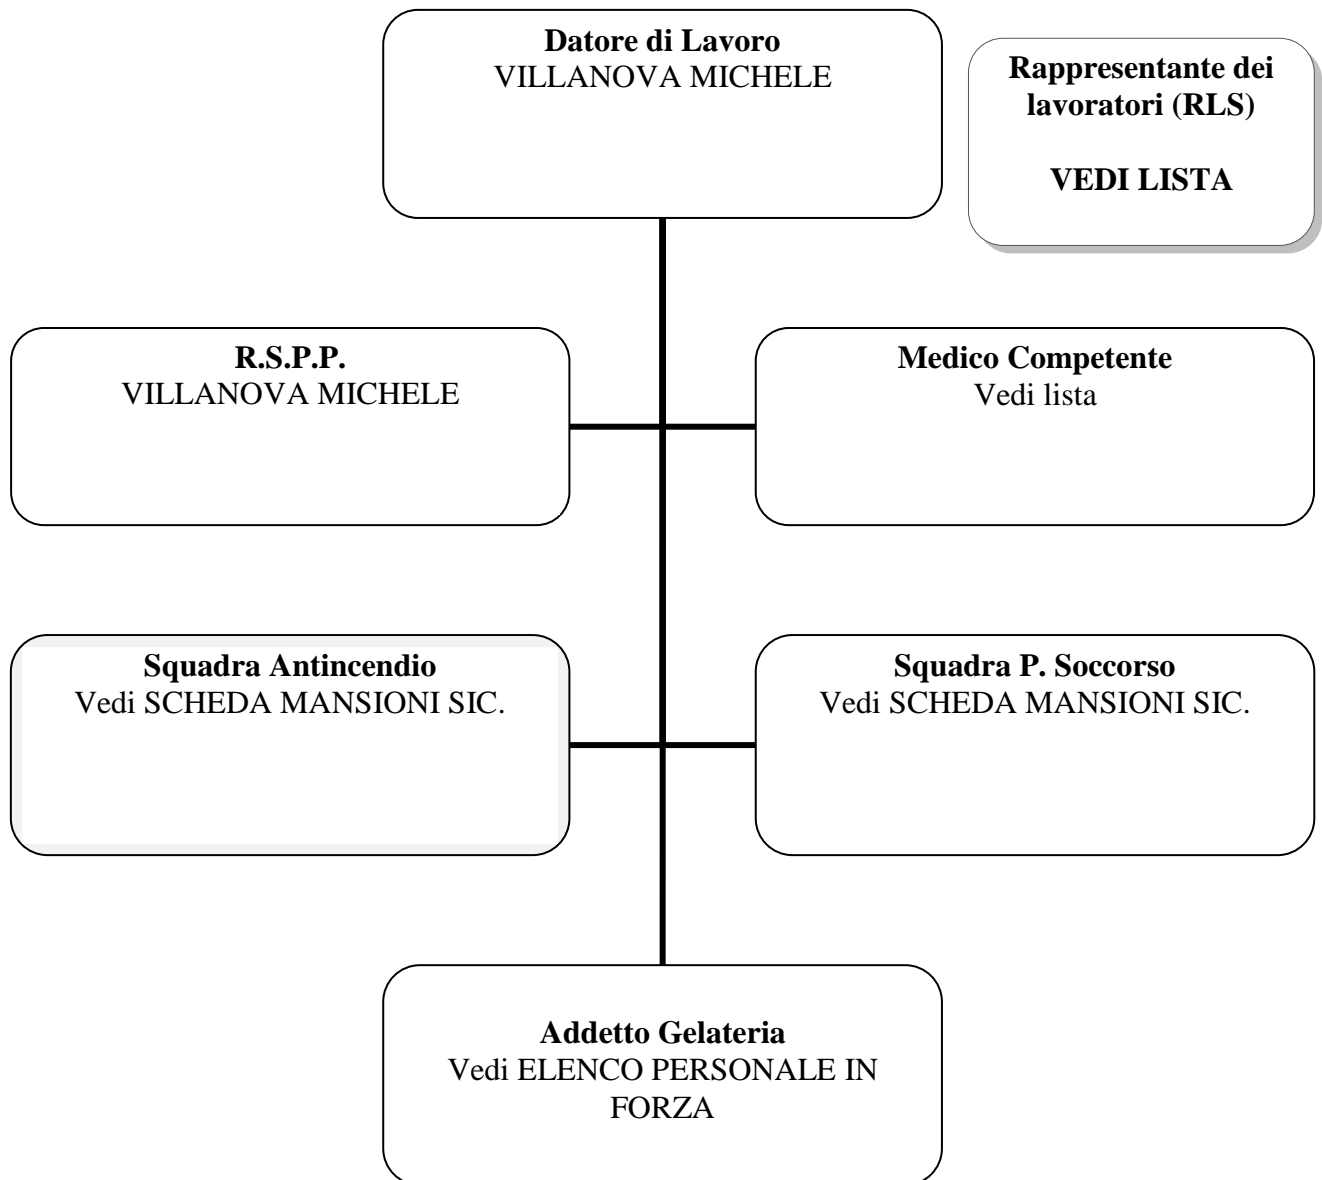 Datore di Lavoro
VILLANOVA MICHELE
Rappresentante dei
lavoratori (RLS)
VEDI LISTA
R.S.P.P.
VILLANOVA MICHELE
Medico Competente
Vedi lista
Squadra Antincendio
Vedi SCHEDA MANSIONI SIC.
Squadra P. Soccorso
Vedi SCHEDA MANSIONI SIC.
Addetto Gelateria
Vedi ELENCO PERSONALE IN
FORZA